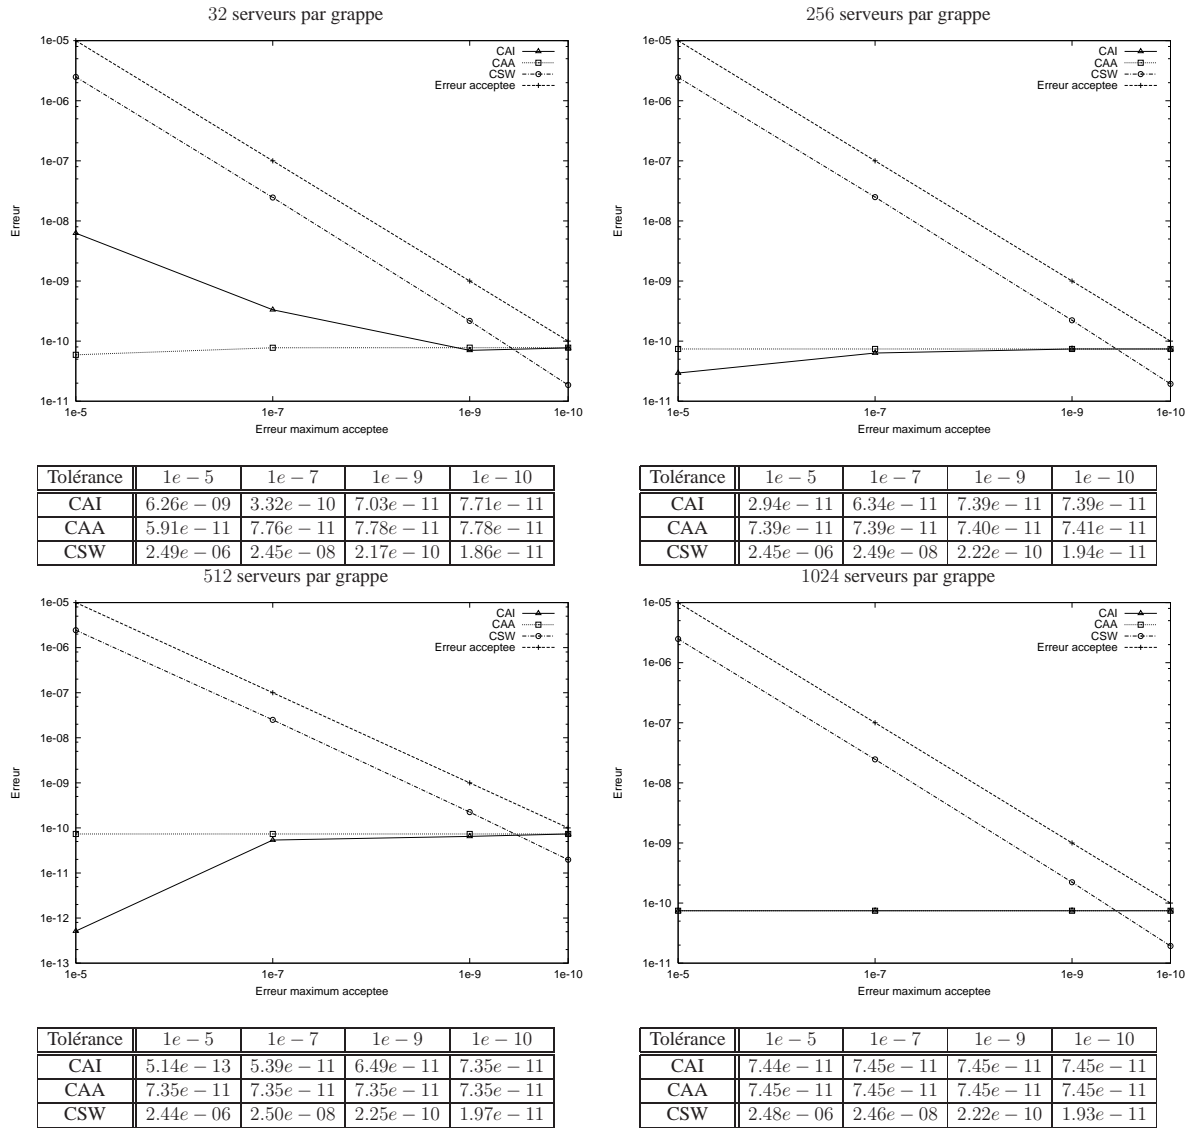 32 serveurs par grappe
1e-05
1e-06
1e-07
1e-08
1e-09
1e-10
1e-11
Erreur
CAI
CAA
CSW
Erreur acceptee
1e-5 1e-7 1e-9 1e-10
Erreur maximum acceptee
Tolérance 1e − 5 1e − 7 1e − 9 1e − 10
CAI 6.26e − 09 3.32e − 10 7.03e − 11 7.71e − 11
CAA 5.91e − 11 7.76e − 11 7.78e − 11 7.78e − 11
CSW 2.49e − 06 2.45e − 08 2.17e − 10 1.86e − 11
256 serveurs par grappe
1e-05
1e-06
1e-07
1e-08
1e-09
1e-10
1e-11
Erreur
CAI
CAA
CSW
Erreur acceptee
1e-5 1e-7 1e-9 1e-10
Erreur maximum acceptee
Tolérance 1e − 5 1e − 7 1e − 9 1e − 10
CAI 2.94e − 11 6.34e − 11 7.39e − 11 7.39e − 11
CAA 7.39e − 11 7.39e − 11 7.40e − 11 7.41e − 11
CSW 2.45e − 06 2.49e − 08 2.22e − 10 1.94e − 11
512 serveurs par grappe
1e-05
1e-06
1e-07
1e-08
1e-09
1e-10
1e-11
1e-12
1e-13
Erreur
CAI
CAA
CSW
Erreur acceptee
1e-5 1e-7 1e-9 1e-10
Erreur maximum acceptee
Tolérance 1e − 5 1e − 7 1e − 9 1e − 10
CAI 5.14e − 13 5.39e − 11 6.49e − 11 7.35e − 11
CAA 7.35e − 11 7.35e − 11 7.35e − 11 7.35e − 11
CSW 2.44e − 06 2.50e − 08 2.25e − 10 1.97e − 11
1024 serveurs par grappe
1e-05
1e-06
1e-07
1e-08
1e-09
1e-10
1e-11
Erreur
CAI
CAA
CSW
Erreur acceptee
1e-5 1e-7 1e-9 1e-10
Erreur maximum acceptee
Tolérance 1e − 5 1e − 7 1e − 9 1e − 10
CAI 7.44e − 11 7.45e − 11 7.45e − 11 7.45e − 11
CAA 7.45e − 11 7.45e − 11 7.45e − 11 7.45e − 11
CSW 2.48e − 06 2.46e − 08 2.22e − 10 1.93e − 11